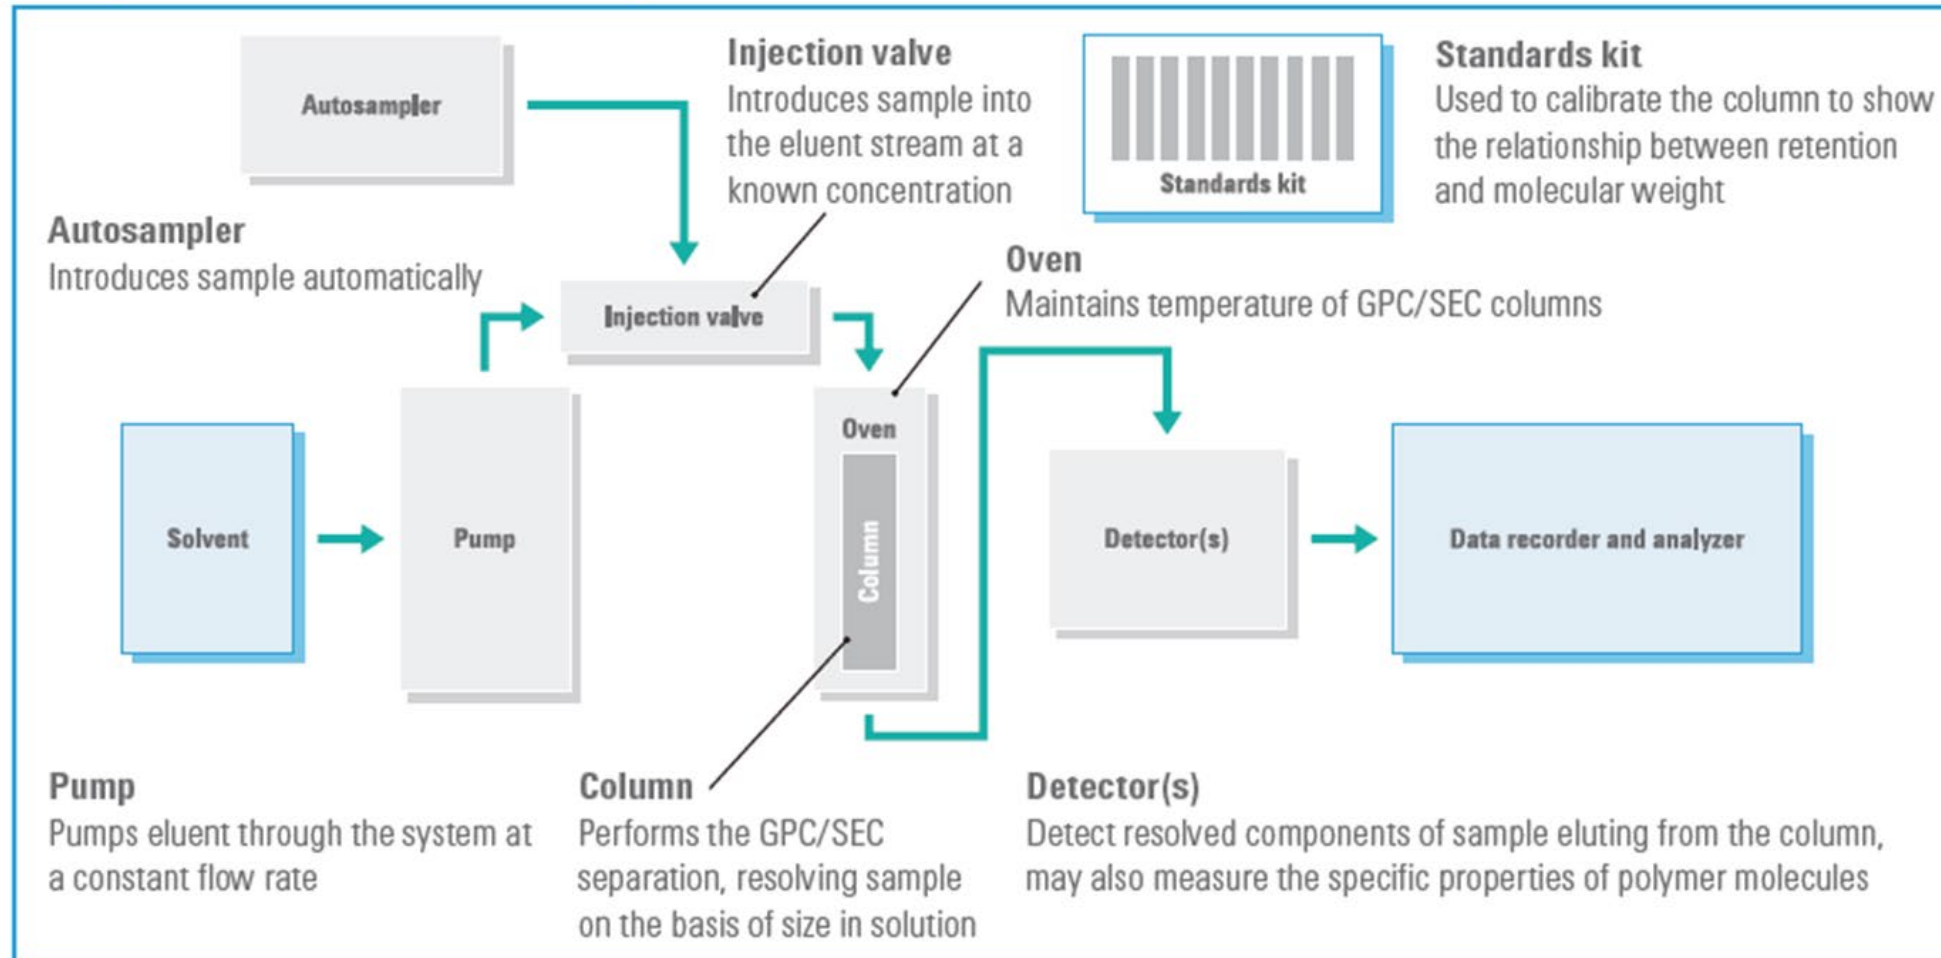 Autosampler
Injection valve
Introduces sample into
the eluent stream at a
known concentration
Standards kit
Standards kit
Used to calibrate the column to show
the relationship between retention
and molecular weight
Autosampler
Introduces sample automatically
Injection valve
Oven
Maintains temperature of GPC/SEC columns
Solvent
Pump
Oven
Column
Detector(s)
Data recorder and analyzer
Pump
Pumps eluent through the system at
a constant flow rate
Column
Performs the GPC/SEC
separation, resolving sample
on the basis of size in solution
Detector(s)
Detect resolved components of sample eluting from the column,
may also measure the specific properties of polymer molecules